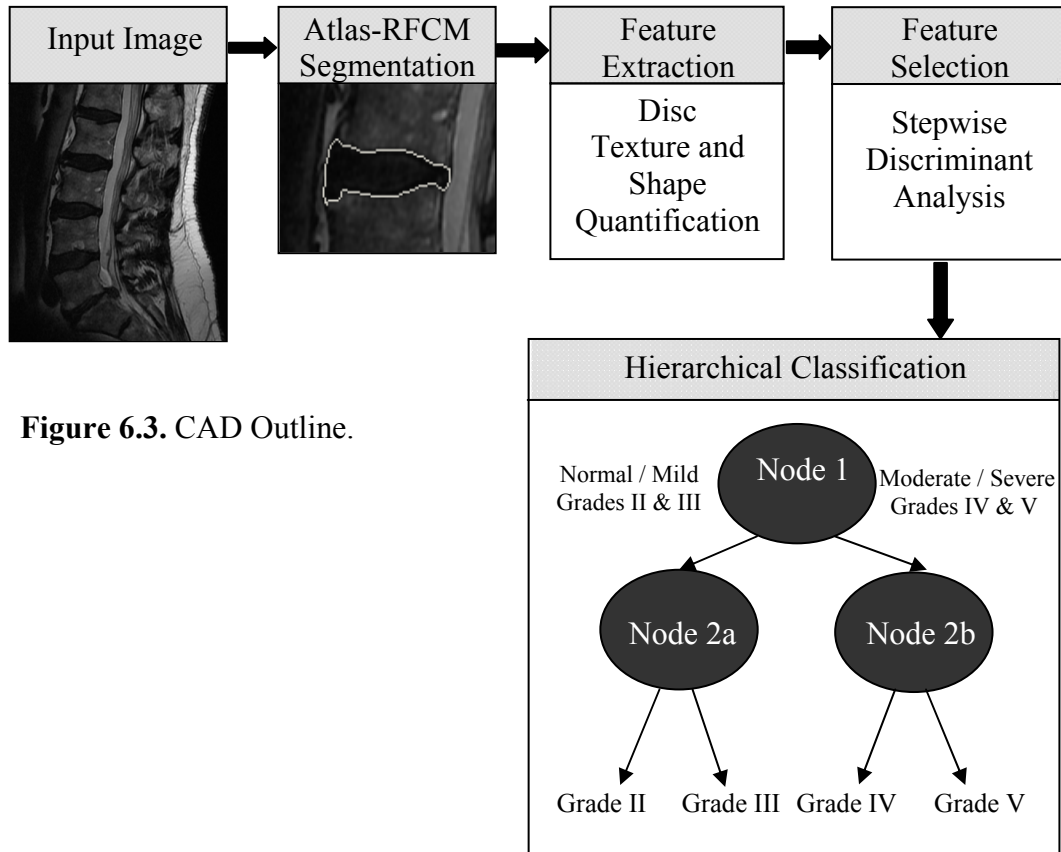 Input Image
Atlas-RFCM
Segmentation
Feature
Extraction
Disc
Texture and
Shape
Quantification
Feature
Selection
Stepwise
Discriminant
Analysis
Hierarchical Classification
Node 1
Normal / Mild
Grades II & III
Moderate / Severe
Grades IV & V
Node 2a
Node 2b
Grade II
Grade III
Grade IV
Grade V
Figure 6.3. CAD Outline.